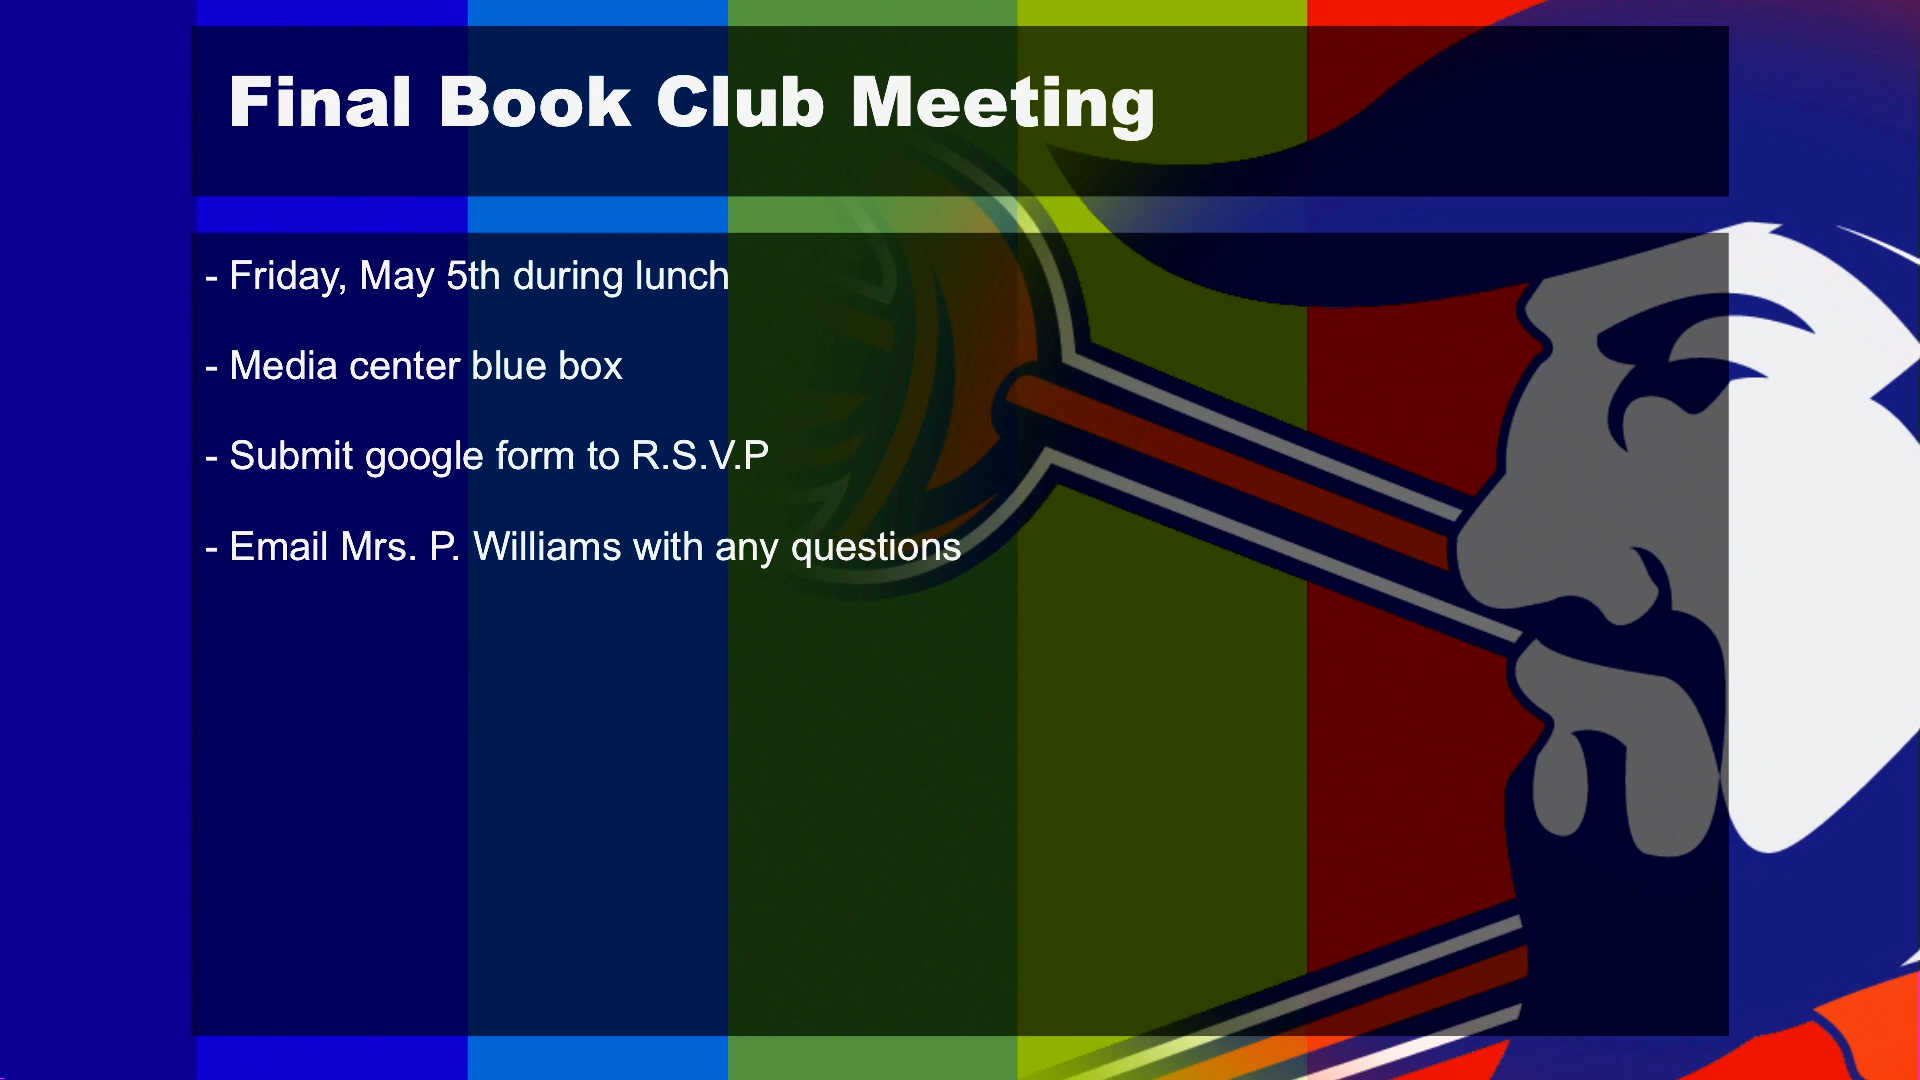 Final Book Club Meeting
- Friday, May 5th during lunch
- Media center blue box
- Submit google form to R.S.V.P
- Email Mrs. P. Williams with any questions